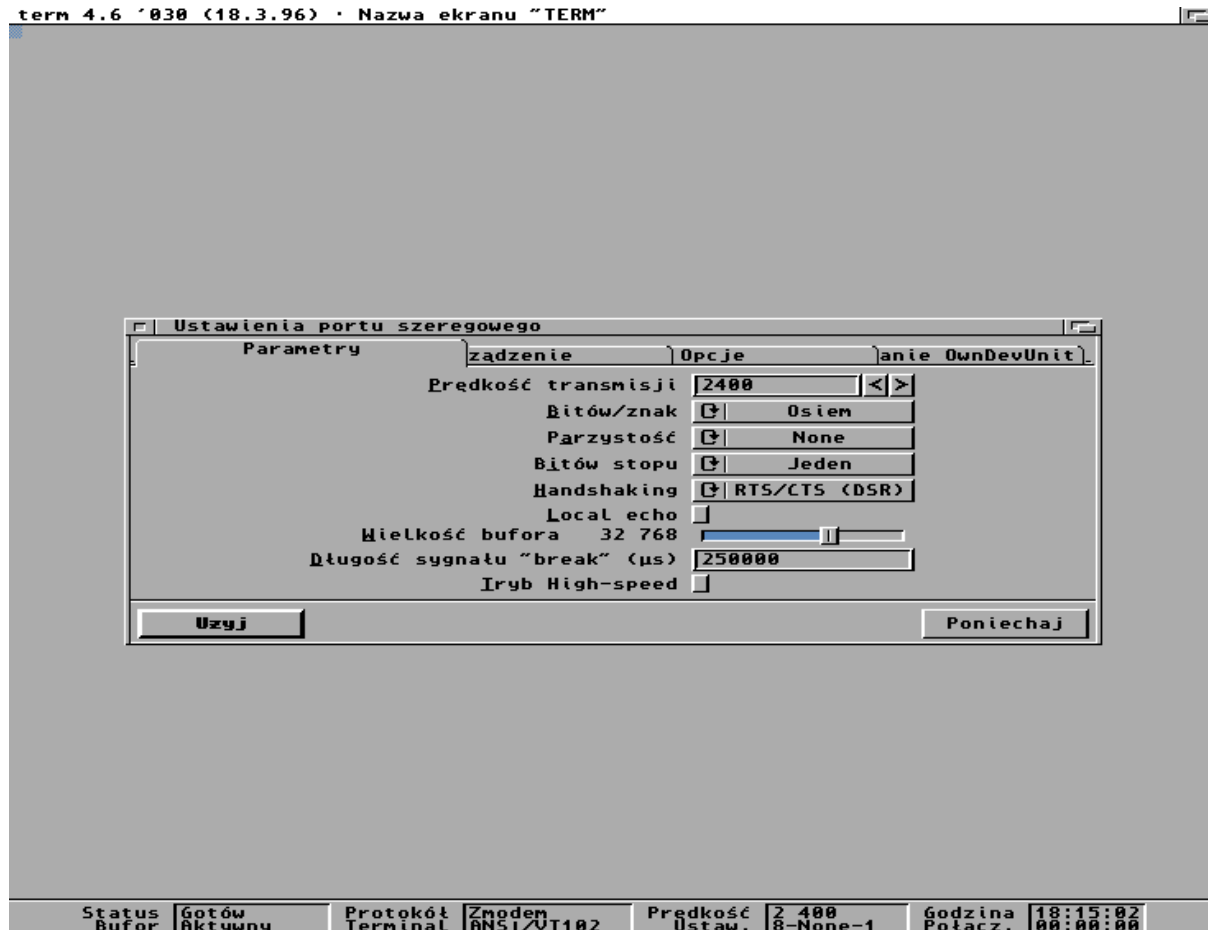 term 4.6 ´030 (18.3.96) · Nazwa ekranu "TERM"
Ustawienia portu szeregowego
Parametry ządzenie Opcje anie OwnDevUnit
Prędkość transmisji 2400 < >
Bitów/znak Osiem
Parzystość None
Bitów stopu Jeden
Handshaking RTS/CTS (DSR)
Local echo
Wielkość bufora 32 768
Długość sygnału "break" (µs) 250000
Tryb High-speed
Uzyj Poniechaj
Status Gotów Protokół Zmodem Prędkość 2 400 Godzina 18:15:02
Bufor Aktywny Terminal ANSI/VT102 Ustaw. 8-None-1 Połącz. 00:00:00